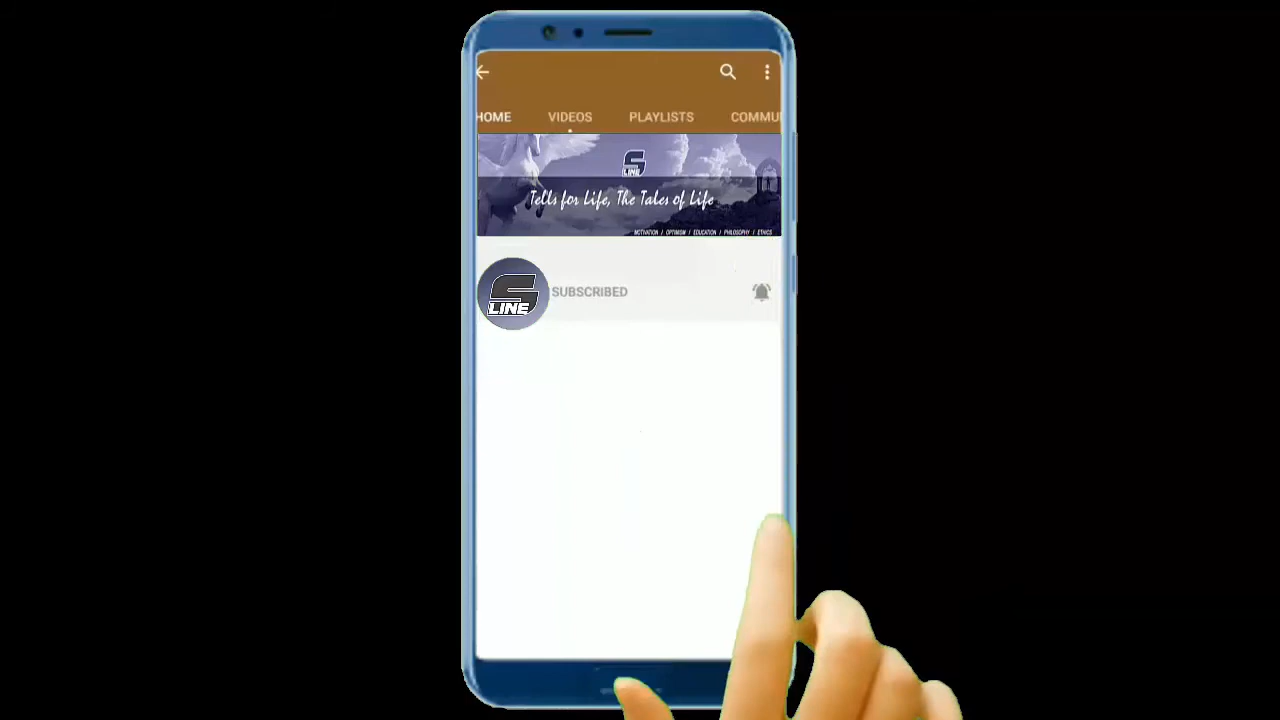 HOME VIDEOS PLAYLISTS COMMU
S
LINE
Tells for Life, The Tales of Life
MOTIVATION / OPTIMISM / EDUCATION / PHILOSOPHY / ETHICS
S
LINE
SUBSCRIBED